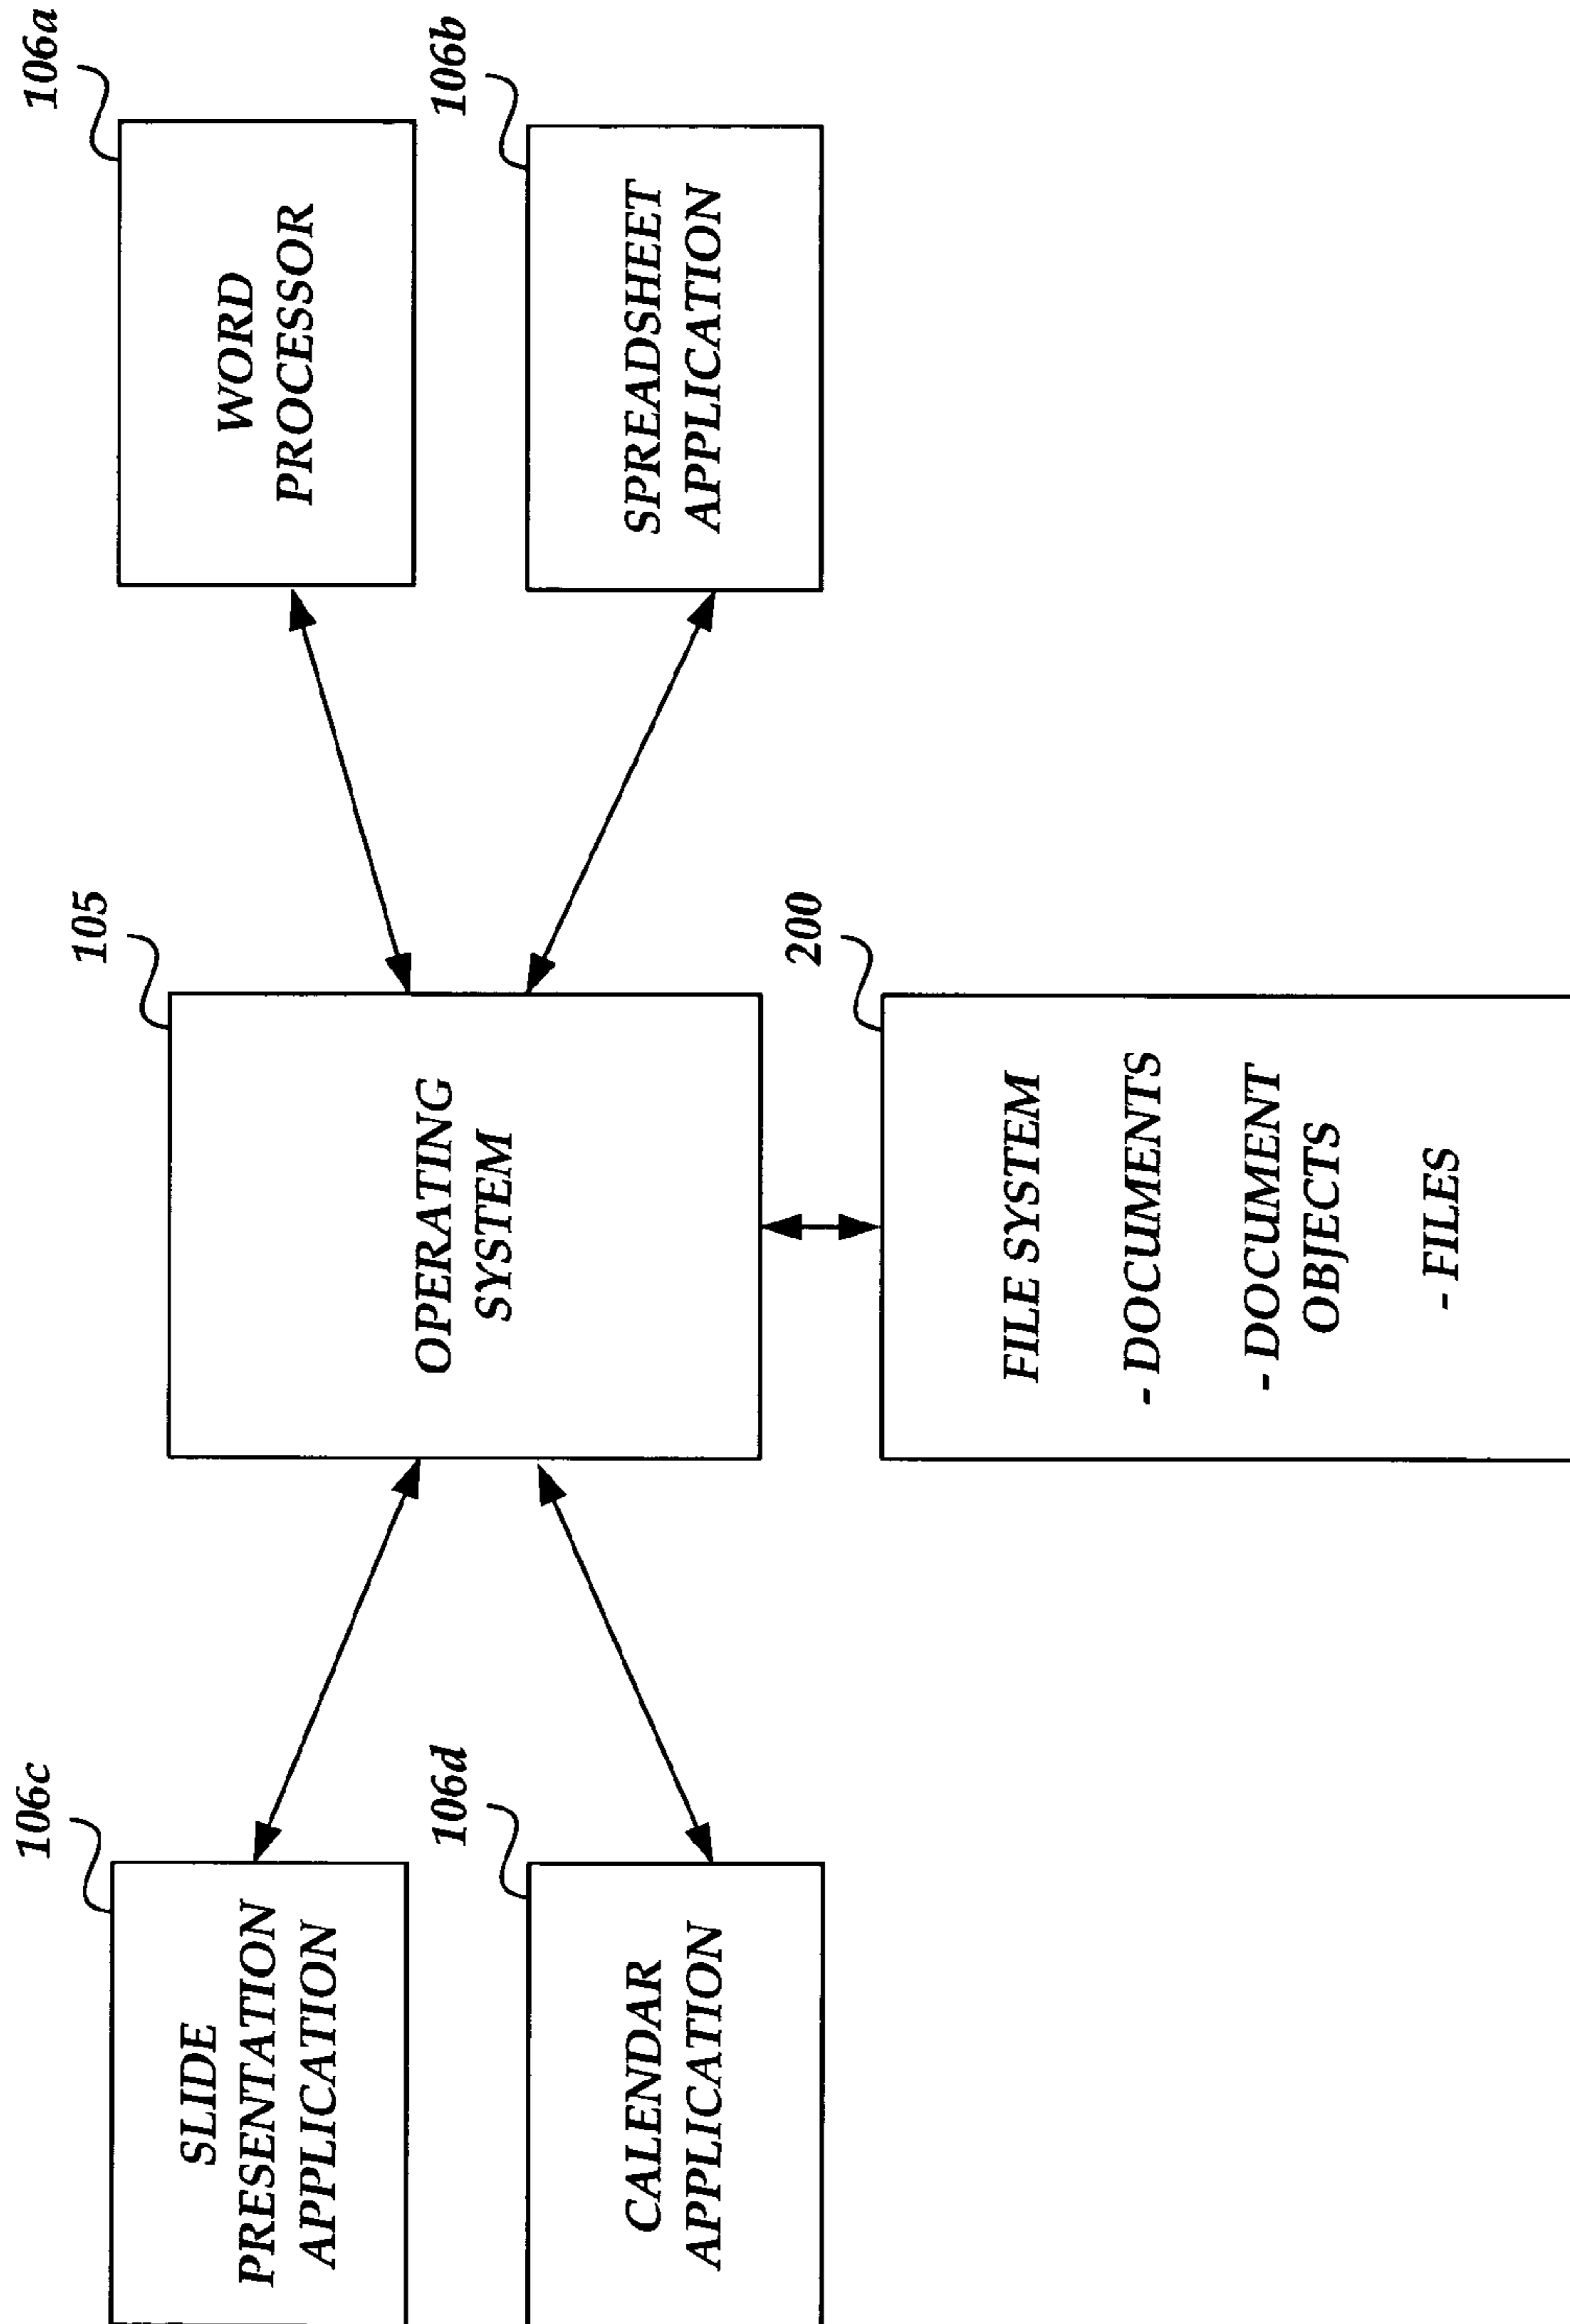 106c
SLIDE
PRESENTATION
APPLICATION
106d
CALENDAR
APPLICATION
105
OPERATING
SYSTEM
200
FILE SYSTEM
- DOCUMENTS
- DOCUMENT
OBJECTS
- FILES
106a
WORD
PROCESSOR
106b
SPREADSHEET
APPLICATION